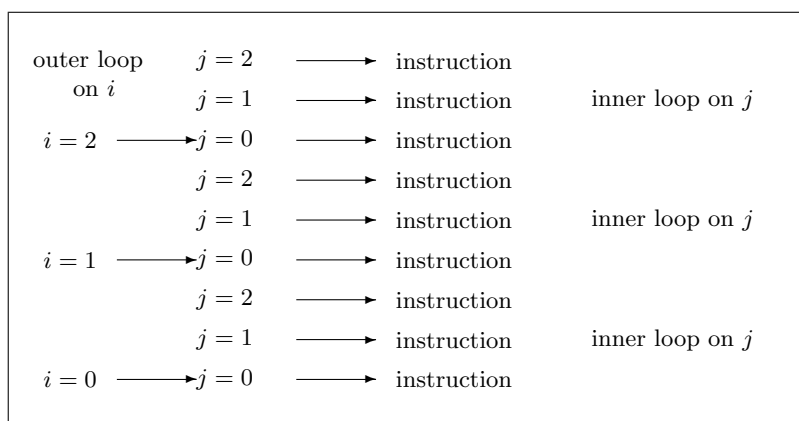 outer loop j = 2 instruction
on i
j = 1 instruction inner loop on j
i = 2 j = 0 instruction
j = 2 instruction
j = 1 instruction inner loop on j
i = 1 j = 0 instruction
j = 2 instruction
j = 1 instruction inner loop on j
i = 0 j = 0 instruction